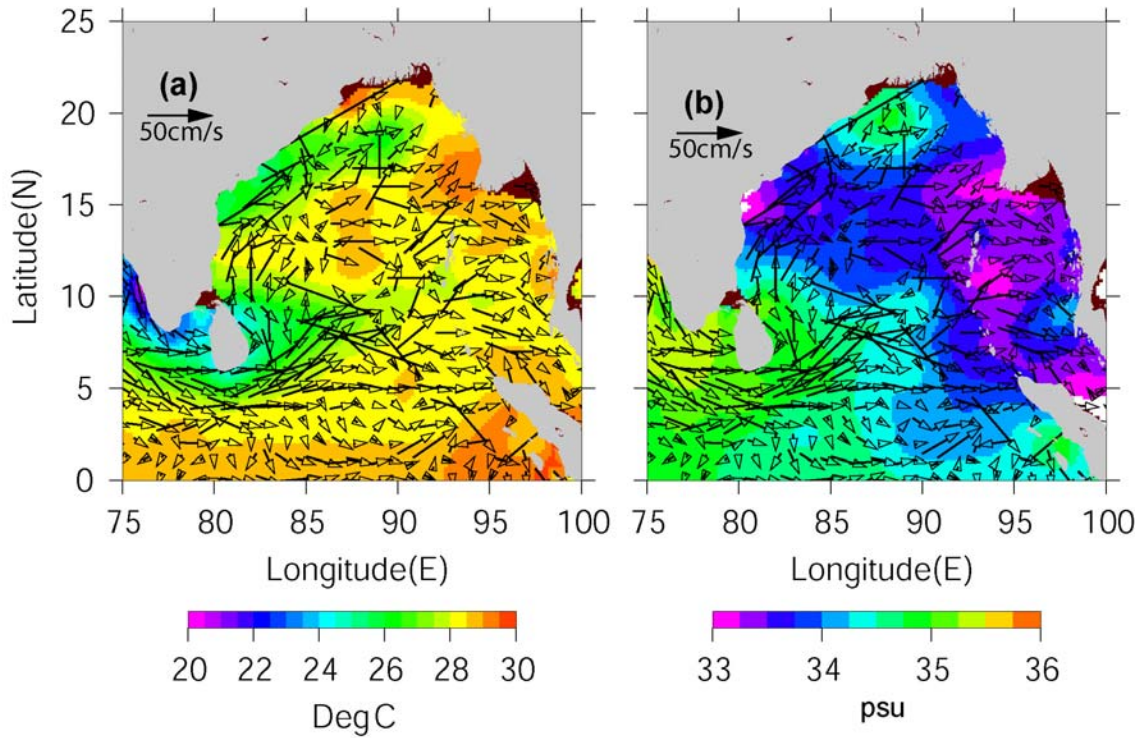 25
20
15
10
5
0
Latitude(N)
(a)
50cm/s
75 80 85 90 95 100
Longitude(E)
20 22 24 26 28 30
Deg C
(b)
50cm/s
75 80 85 90 95 100
Longitude(E)
33 34 35 36
psu